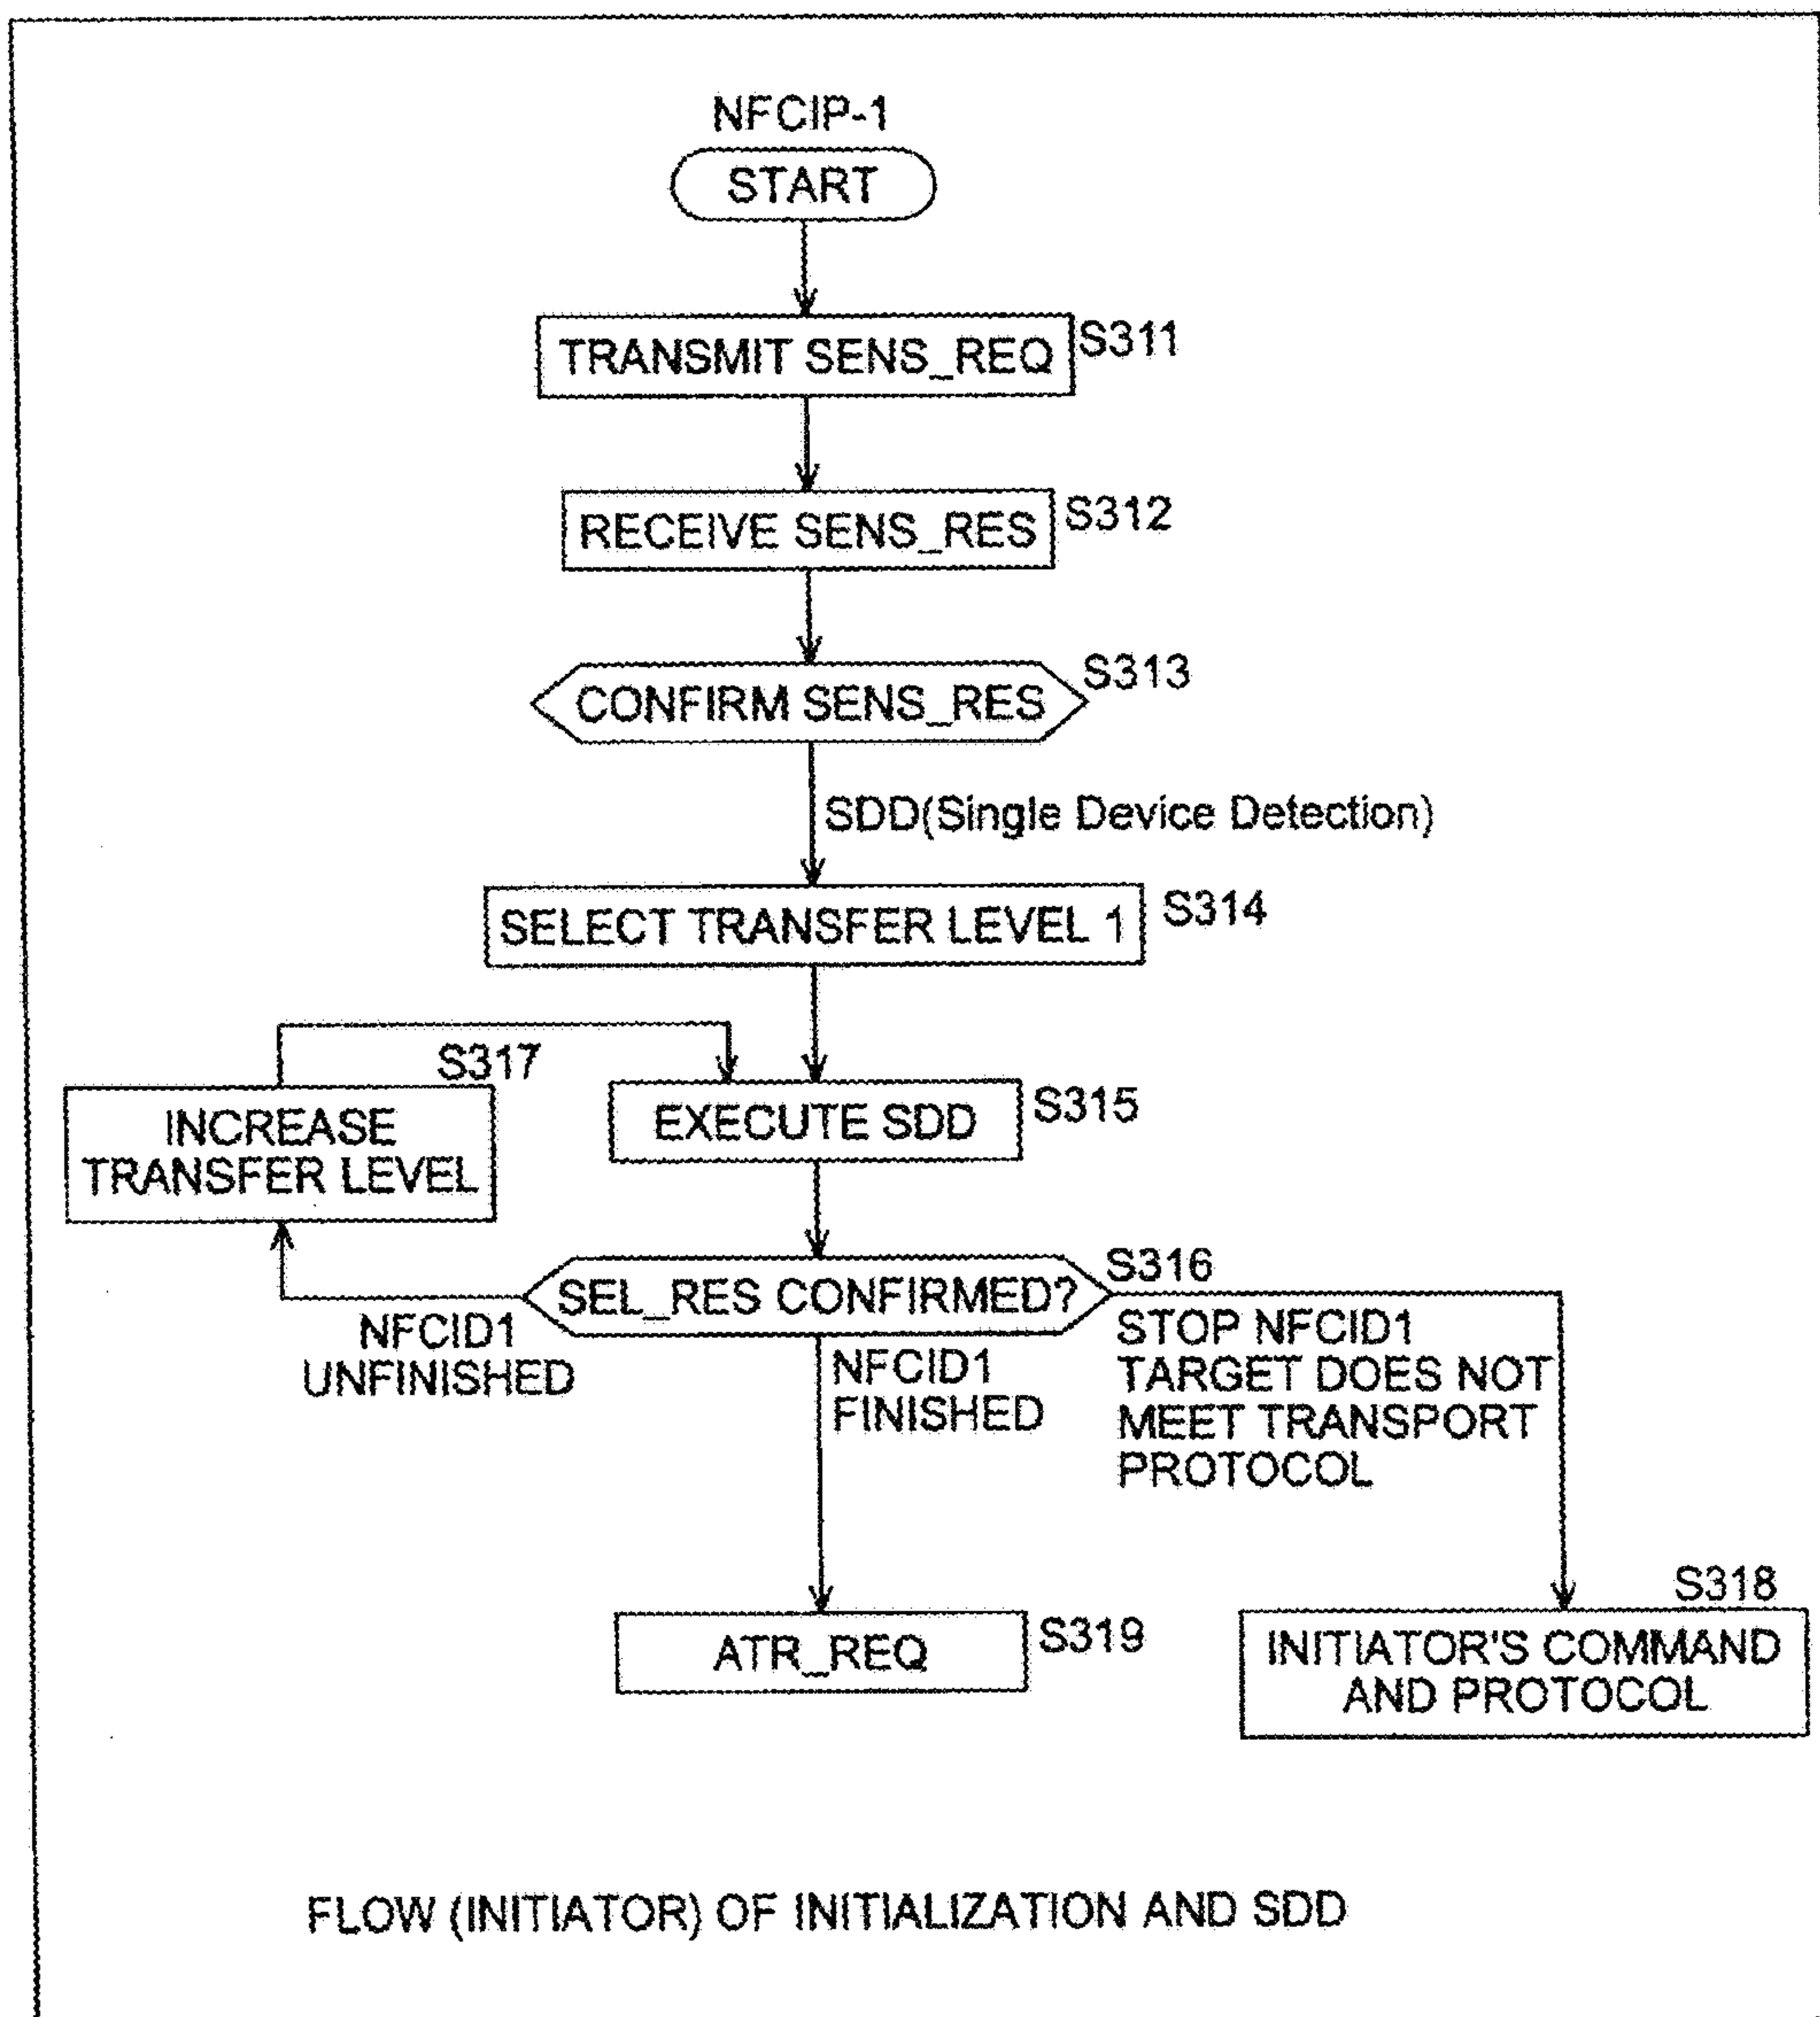 NFCIP-1
START
TRANSMIT SENS_REQ
S311
RECEIVE SENS_RES
S312
CONFIRM SENS_RES
S313
SDD(Single Device Detection)
SELECT TRANSFER LEVEL 1
S314
S317
INCREASE
TRANSFER LEVEL
EXECUTE SDD
S315
SEL_RES CONFIRMED?
S316
NFCID1
UNFINISHED
NFCID1
FINISHED
STOP NFCID1
TARGET DOES NOT
MEET TRANSPORT
PROTOCOL
ATR_REQ
S319
S318
INITIATOR'S COMMAND
AND PROTOCOL
FLOW (INITIATOR) OF INITIALIZATION AND SDD